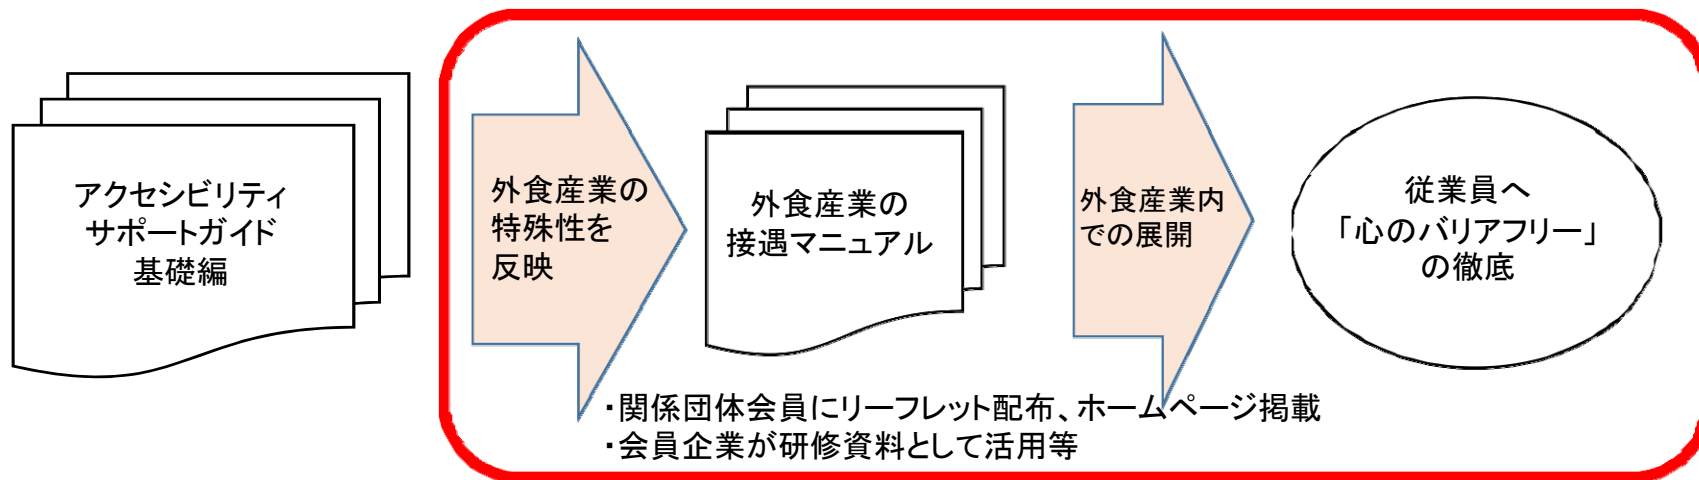 アクセシビリティ
サポートガイド
基礎編
外食産業の
特殊性を
反映
外食産業の
接遇マニュアル
外食産業内
での展開
従業員へ
「心のバリアフリー」
の徹底
・関係団体会員にリーフレット配布、ホームページ掲載
・会員企業が研修資料として活用等